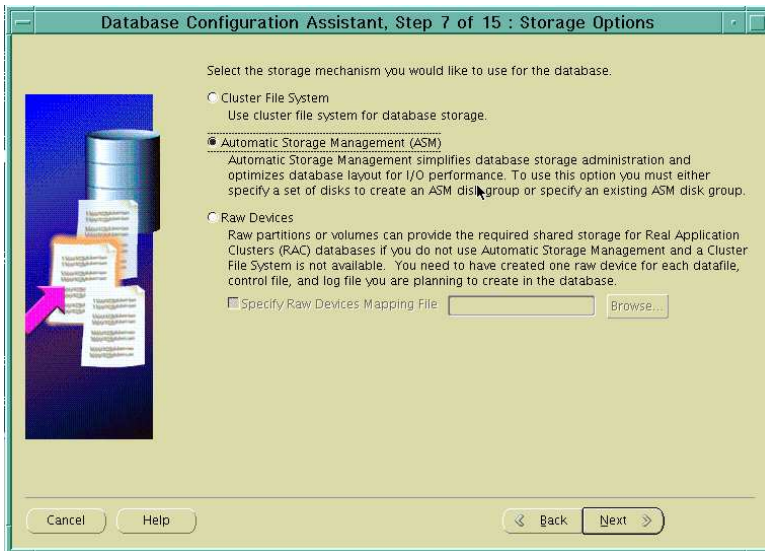 Database Configuration Assistant, Step 7 of 15 : Storage Options
Select the storage mechanism you would like to use for the database.
Cluster File System
Use cluster file system for database storage.
Automatic Storage Management (ASM)
Automatic Storage Management simplifies database storage administration and
optimizes database layout for I/O performance. To use this option you must either
specify a set of disks to create an ASM disk group or specify an existing ASM disk group.
Raw Devices
Raw partitions or volumes can provide the required shared storage for Real Application
Clusters (RAC) databases if you do not use Automatic Storage Management and a Cluster
File System is not available. You need to have created one raw device for each datafile,
control file, and log file you are planning to create in the database.
Specify Raw Devices Mapping File Browse...
Cancel Help Back Next